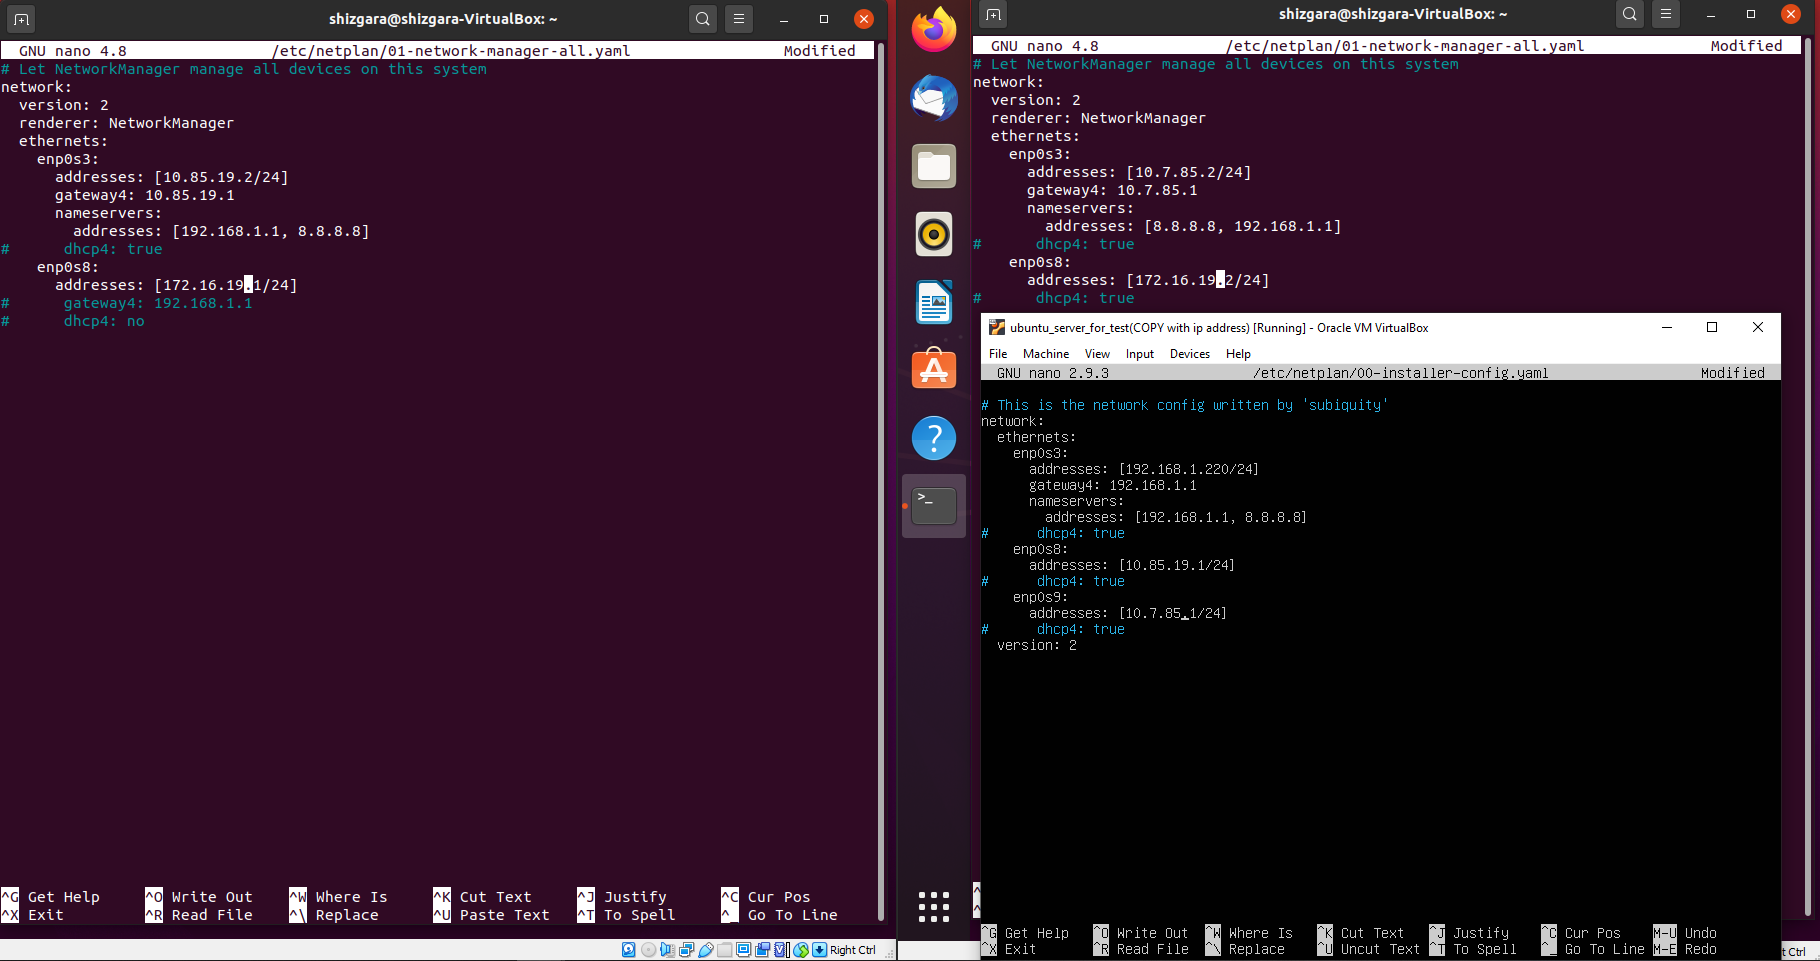 shizgara@shizgara-VirtualBox: ~
GNU nano 4.8 /etc/netplan/01-network-manager-all.yaml Modified
# Let NetworkManager manage all devices on this system
network:
  version: 2
  renderer: NetworkManager
  ethernets:
    enp0s3:
      addresses: [10.85.19.2/24]
      gateway4: 10.85.19.1
      nameservers:
        addresses: [192.168.1.1, 8.8.8.8]
#      dhcp4: true
    enp0s8:
      addresses: [172.16.19.1/24]
#      gateway4: 192.168.1.1
#      dhcp4: no
^G Get Help ^O Write Out ^W Where Is ^K Cut Text ^J Justify ^C Cur Pos
^X Exit ^R Read File ^\ Replace ^U Paste Text ^T To Spell ^_ Go To Line
Right Ctrl
shizgara@shizgara-VirtualBox: ~
GNU nano 4.8 /etc/netplan/01-network-manager-all.yaml Modified
# Let NetworkManager manage all devices on this system
network:
  version: 2
  renderer: NetworkManager
  ethernets:
    enp0s3:
      addresses: [10.7.85.2/24]
      gateway4: 10.7.85.1
      nameservers:
        addresses: [8.8.8.8, 192.168.1.1]
#      dhcp4: true
    enp0s8:
      addresses: [172.16.19.2/24]
#      dhcp4: true
ubuntu_server_for_test(COPY with ip address) [Running] - Oracle VM VirtualBox
File Machine View Input Devices Help
GNU nano 2.9.3 /etc/netplan/00-installer-config.yaml Modified
# This is the network config written by 'subiquity'
network:
  ethernets:
    enp0s3:
      addresses: [192.168.1.220/24]
      gateway4: 192.168.1.1
      nameservers:
        addresses: [192.168.1.1, 8.8.8.8]
#      dhcp4: true
    enp0s8:
      addresses: [10.85.19.1/24]
#      dhcp4: true
    enp0s9:
      addresses: [10.7.85.1/24]
#      dhcp4: true
  version: 2
^G Get Help ^O Write Out ^W Where Is ^K Cut Text ^J Justify ^C Cur Pos M-U Undo
^X Exit ^R Read File ^\ Replace ^U Uncut Text ^T To Spell ^_ Go To Line M-E Redo
t Ctrl